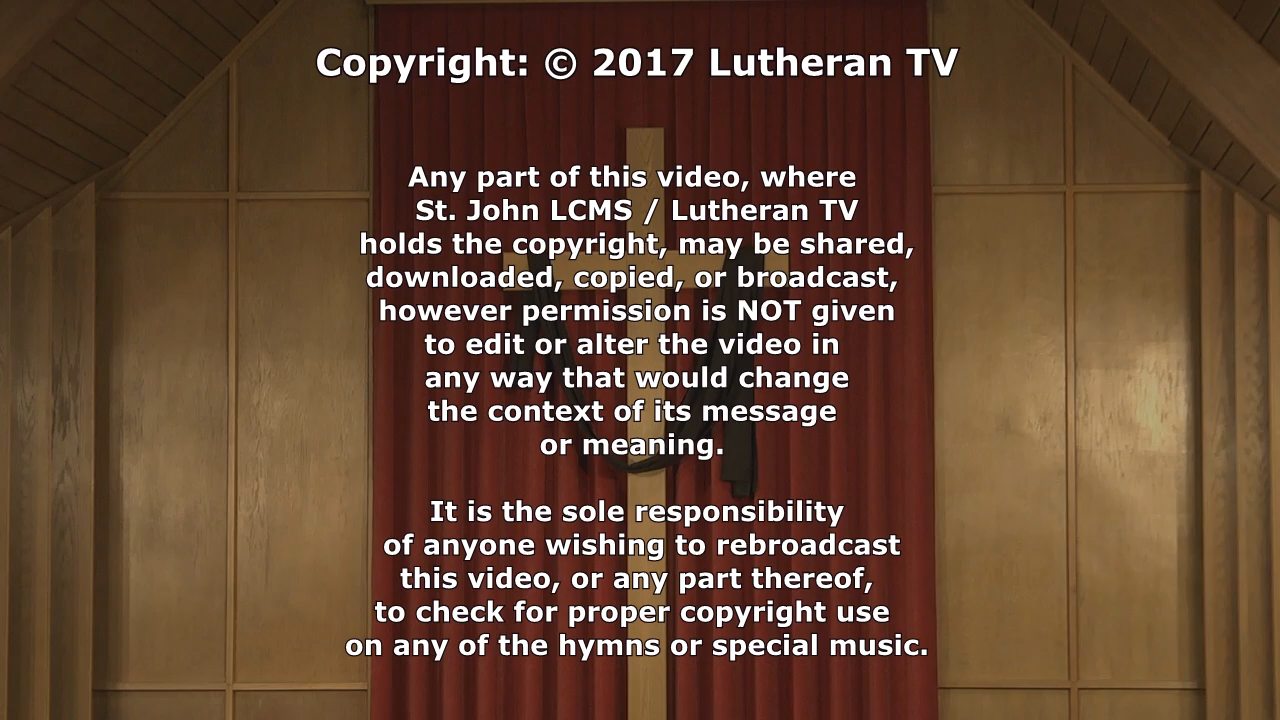 Copyright: © 2017 Lutheran TV
Any part of this video, where
St. John LCMS / Lutheran TV
holds the copyright, may be shared,
downloaded, copied, or broadcast,
however permission is NOT given
to edit or alter the video in
any way that would change
the context of its message
or meaning.
It is the sole responsibility
of anyone wishing to rebroadcast
this video, or any part thereof,
to check for proper copyright use
on any of the hymns or special music.